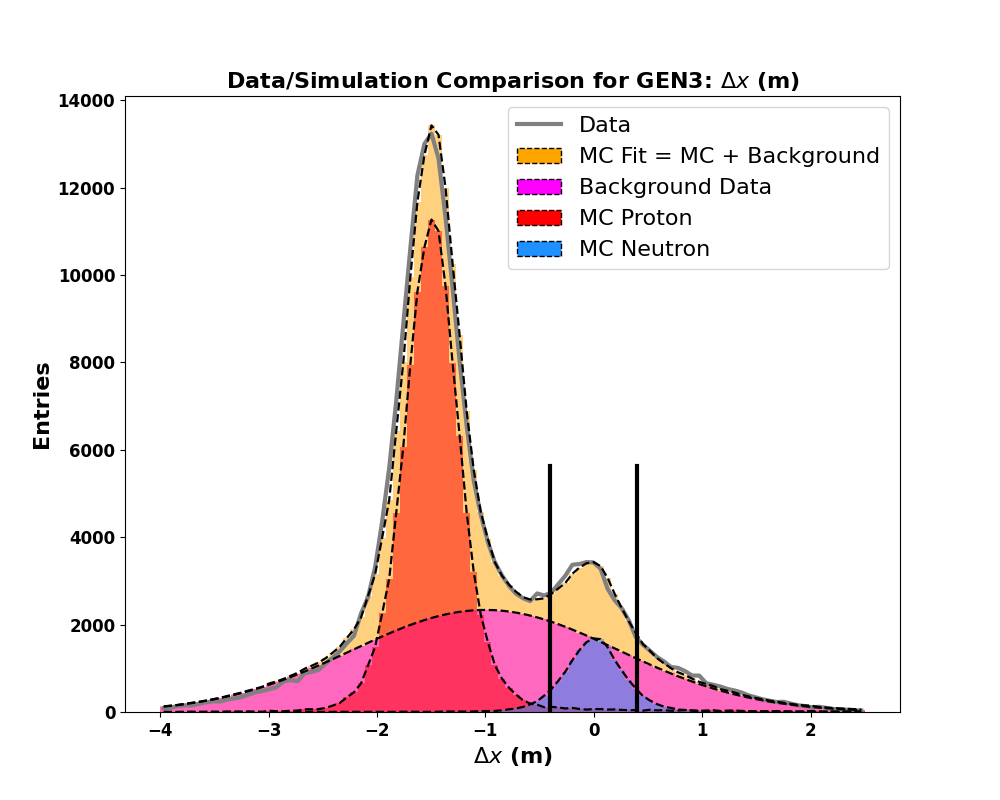 Data/Simulation Comparison for GEN3: Δx (m)
14000
12000
10000
8000
6000
4000
2000
0
Entries
Data
MC Fit = MC + Background
Background Data
MC Proton
MC Neutron
−4 −3 −2 −1 0 1 2
Δx (m)